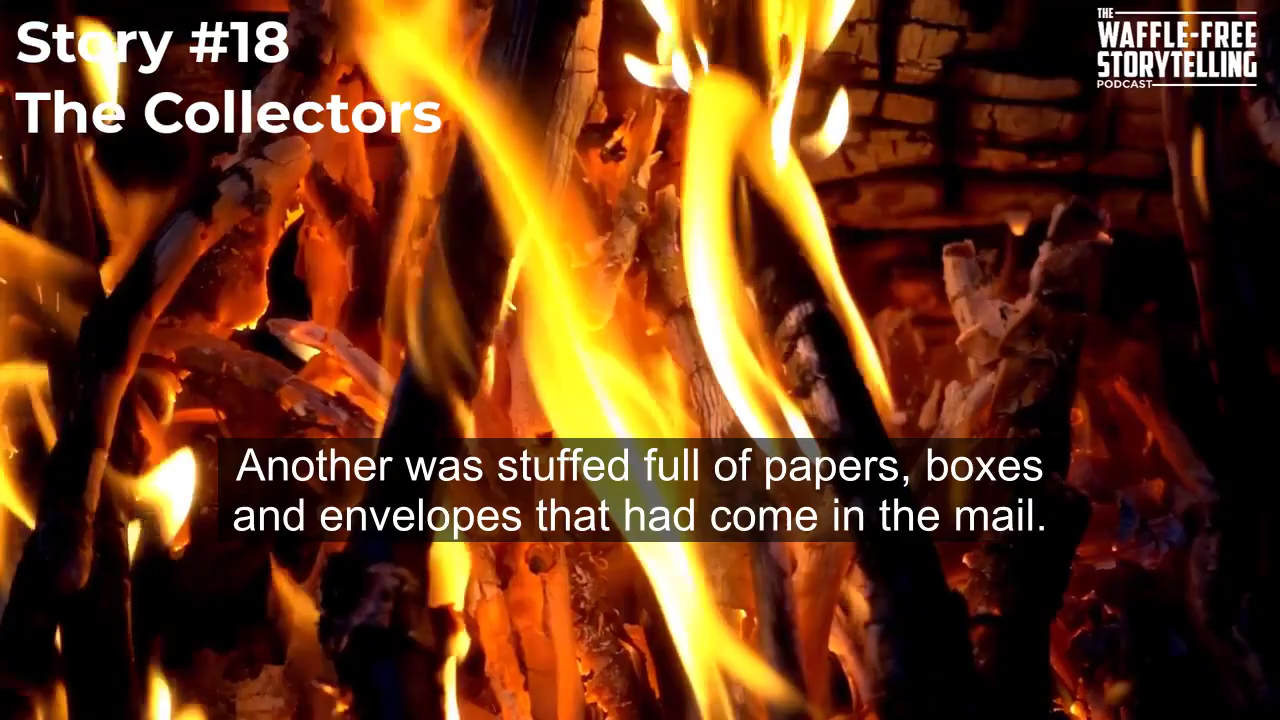 Story #18
The Collectors
THE
WAFFLE-FREE
STORYTELLING
PODCAST
Another was stuffed full of papers, boxes
and envelopes that had come in the mail.